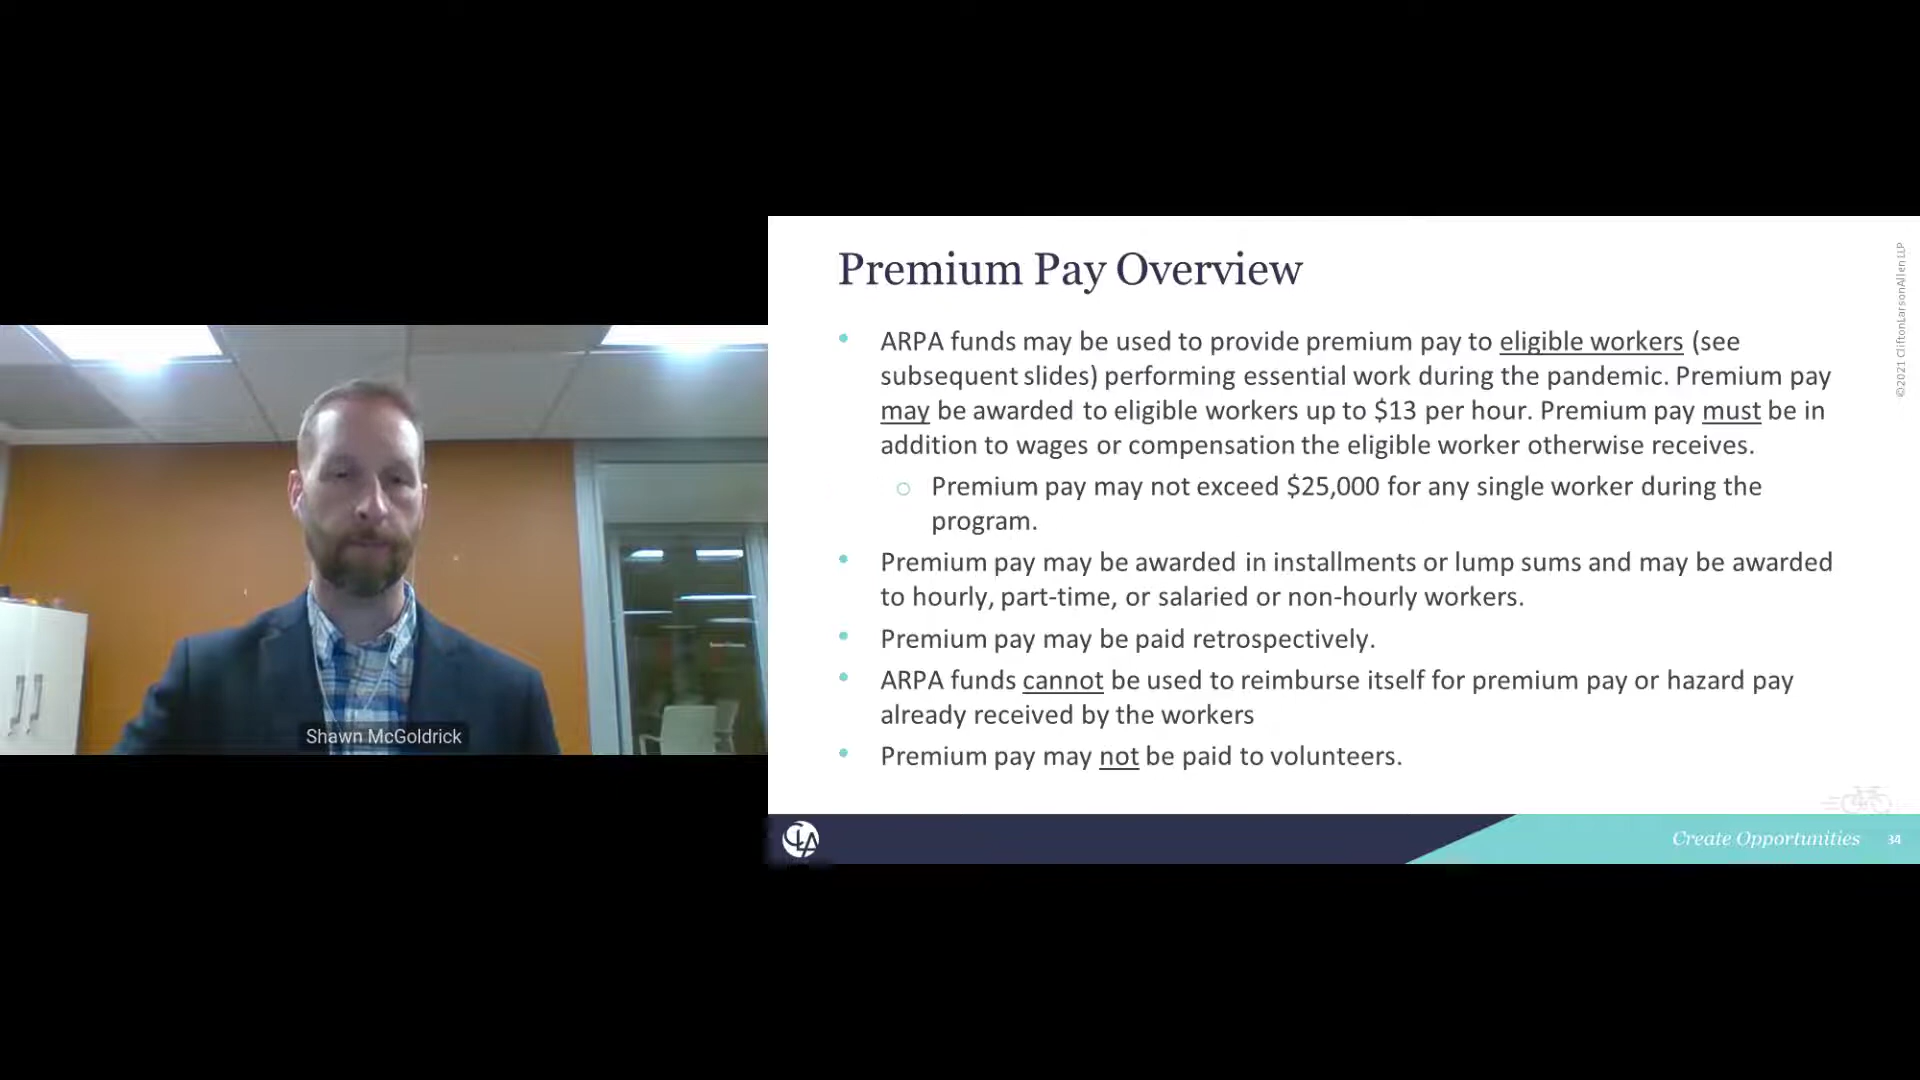 Premium Pay Overview
• ARPA funds may be used to provide premium pay to eligible workers (see
subsequent slides) performing essential work during the pandemic. Premium pay
may be awarded to eligible workers up to $13 per hour. Premium pay must be in
addition to wages or compensation the eligible worker otherwise receives.
○ Premium pay may not exceed $25,000 for any single worker during the
program.
• Premium pay may be awarded in installments or lump sums and may be awarded
to hourly, part-time, or salaried or non-hourly workers.
• Premium pay may be paid retrospectively.
• ARPA funds cannot be used to reimburse itself for premium pay or hazard pay
already received by the workers
• Premium pay may not be paid to volunteers.
©2021 CliftonLarsonAllen LLP
CLA
Create Opportunities 34
Shawn McGoldrick